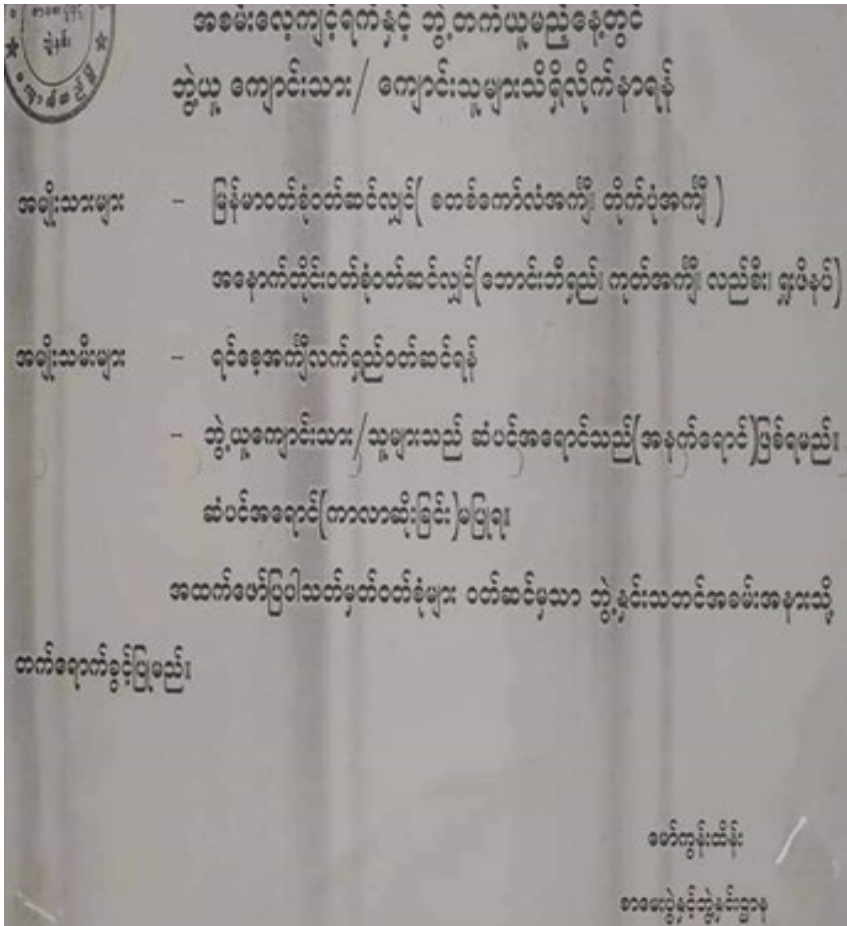 ဘွဲ့နှင်း
အစမ်းလေ့ကျင့်ရက်နှင့် ဘွဲ့တက်ယူမည့်နေ့တွင်
ဘွဲ့ယူ ကျောင်းသား/ ကျောင်းသူများသိရှိလိုက်နာရန်
အမျိုးသားများ - မြန်မာဝတ်စုံဝတ်ဆင်လျှင်( စတစ်ကော်လံအင်္ကျီ၊ တိုက်ပုံအင်္ကျီ )
အနောက်တိုင်းဝတ်စုံဝတ်ဆင်လျှင်(ဘောင်းဘီရှည်၊ ကုတ်အင်္ကျီ၊ လည်စီး၊ ရှူးဖိနပ်)
အမျိုးသမီးများ - ရင်စေ့အင်္ကျီလက်ရှည်ဝတ်ဆင်ရန်
- ဘွဲ့ယူကျောင်းသား/သူများသည် ဆံပင်အရောင်သည်(အနက်ရောင်)ဖြစ်ရမည်။
ဆံပင်အရောင်(ကာလာဆိုးခြင်း)မပြုရ။
အထက်ဖော်ပြပါသတ်မှတ်ဝတ်စုံများ ဝတ်ဆင်မှသာ ဘွဲ့နှင်းသဘင်အခမ်းအနားသို့
တက်ရောက်ခွင့်ပြုမည်။
မော်ကွန်းထိန်း
စာမေးပွဲနှင့်ဘွဲ့နှင်းဌာန